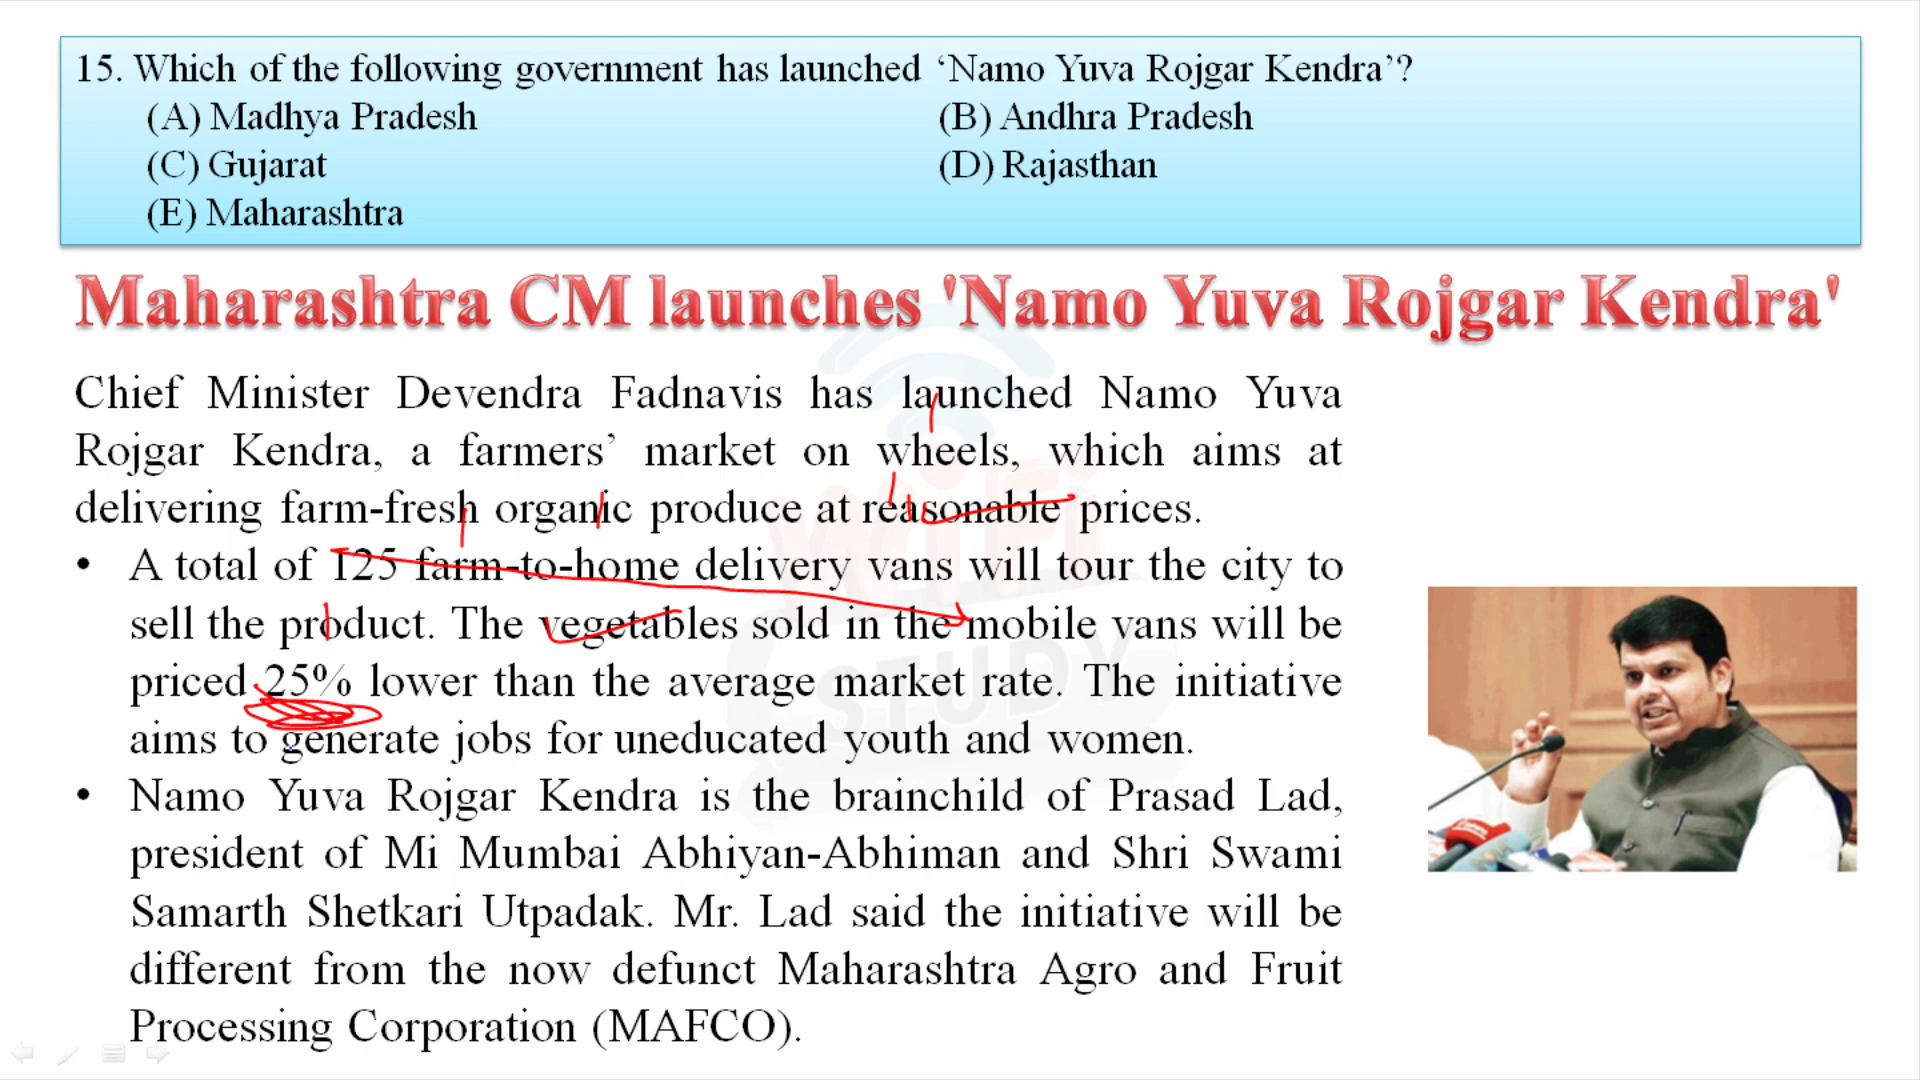 15. Which of the following government has launched ‘Namo Yuva Rojgar Kendra’?
(A) Madhya Pradesh (B) Andhra Pradesh
(C) Gujarat (D) Rajasthan
(E) Maharashtra
Maharashtra CM launches 'Namo Yuva Rojgar Kendra'
Chief Minister Devendra Fadnavis has launched Namo Yuva
Rojgar Kendra, a farmers’ market on wheels, which aims at
delivering farm-fresh organic produce at reasonable prices.
• A total of 125 farm-to-home delivery vans will tour the city to
sell the product. The vegetables sold in the mobile vans will be
priced 25% lower than the average market rate. The initiative
aims to generate jobs for uneducated youth and women.
• Namo Yuva Rojgar Kendra is the brainchild of Prasad Lad,
president of Mi Mumbai Abhiyan-Abhiman and Shri Swami
Samarth Shetkari Utpadak. Mr. Lad said the initiative will be
different from the now defunct Maharashtra Agro and Fruit
Processing Corporation (MAFCO).
WiFi
STUDY